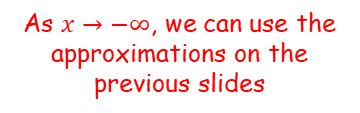 As 𝑥 → −∞, we can use the
approximations on the
previous slides